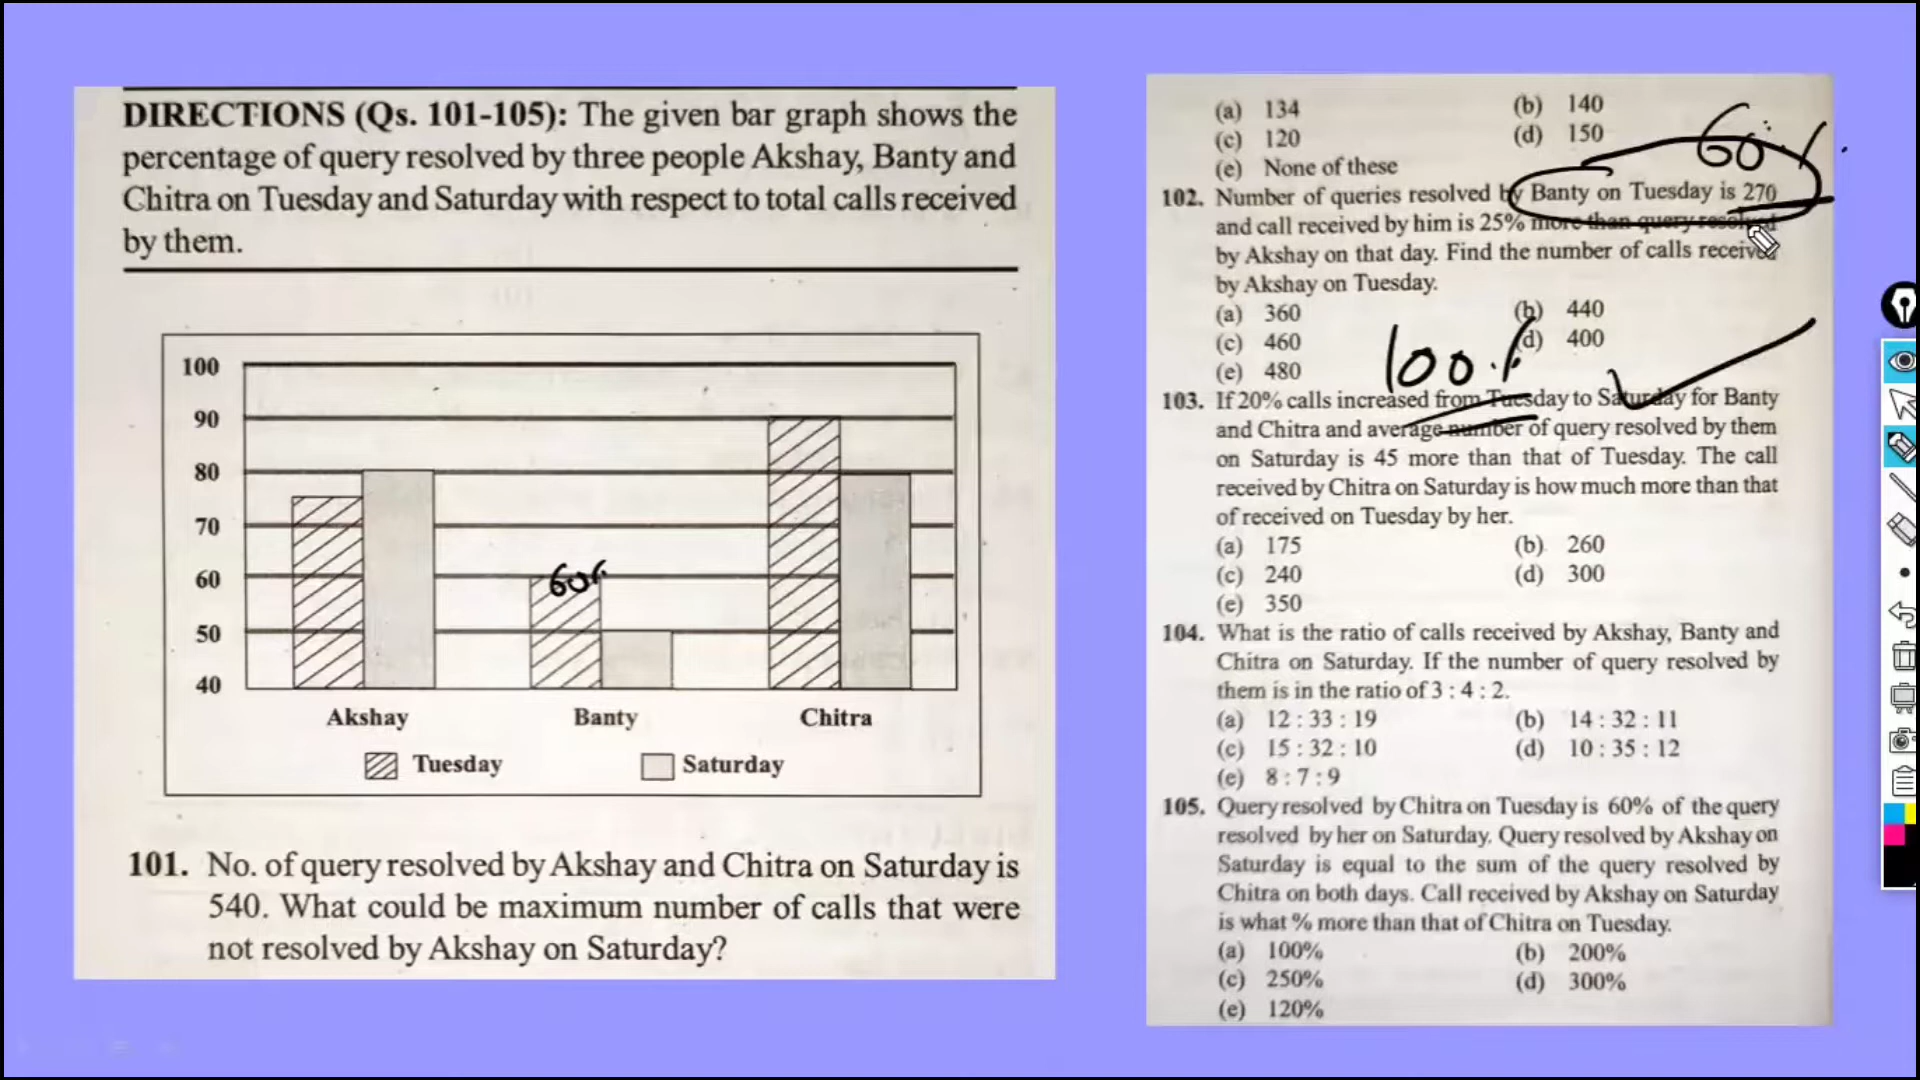 DIRECTIONS (Qs. 101-105): The given bar graph shows the
percentage of query resolved by three people Akshay, Banty and
Chitra on Tuesday and Saturday with respect to total calls received
by them.
100
90
80
70
60
50
40
60%
Akshay
Banty
Chitra
Tuesday
Saturday
101. No. of query resolved by Akshay and Chitra on Saturday is
540. What could be maximum number of calls that were
not resolved by Akshay on Saturday?
(a) 134 (b) 140
(c) 120 (d) 150
60%
(e) None of these
102. Number of queries resolved by Banty on Tuesday is 270
and call received by him is 25% more than query resolved
by Akshay on that day. Find the number of calls received
by Akshay on Tuesday.
(a) 360 (b) 440
(c) 460 (d) 400
(e) 480
100%
103. If 20% calls increased from Tuesday to Saturday for Banty
and Chitra and average number of query resolved by them
on Saturday is 45 more than that of Tuesday. The call
received by Chitra on Saturday is how much more than that
of received on Tuesday by her.
(a) 175 (b) 260
(c) 240 (d) 300
(e) 350
104. What is the ratio of calls received by Akshay, Banty and
Chitra on Saturday. If the number of query resolved by
them is in the ratio of 3 : 4 : 2.
(a) 12 : 33 : 19 (b) 14 : 32 : 11
(c) 15 : 32 : 10 (d) 10 : 35 : 12
(e) 8 : 7 : 9
105. Query resolved by Chitra on Tuesday is 60% of the query
resolved by her on Saturday. Query resolved by Akshay on
Saturday is equal to the sum of the query resolved by
Chitra on both days. Call received by Akshay on Saturday
is what % more than that of Chitra on Tuesday.
(a) 100% (b) 200%
(c) 250% (d) 300%
(e) 120%